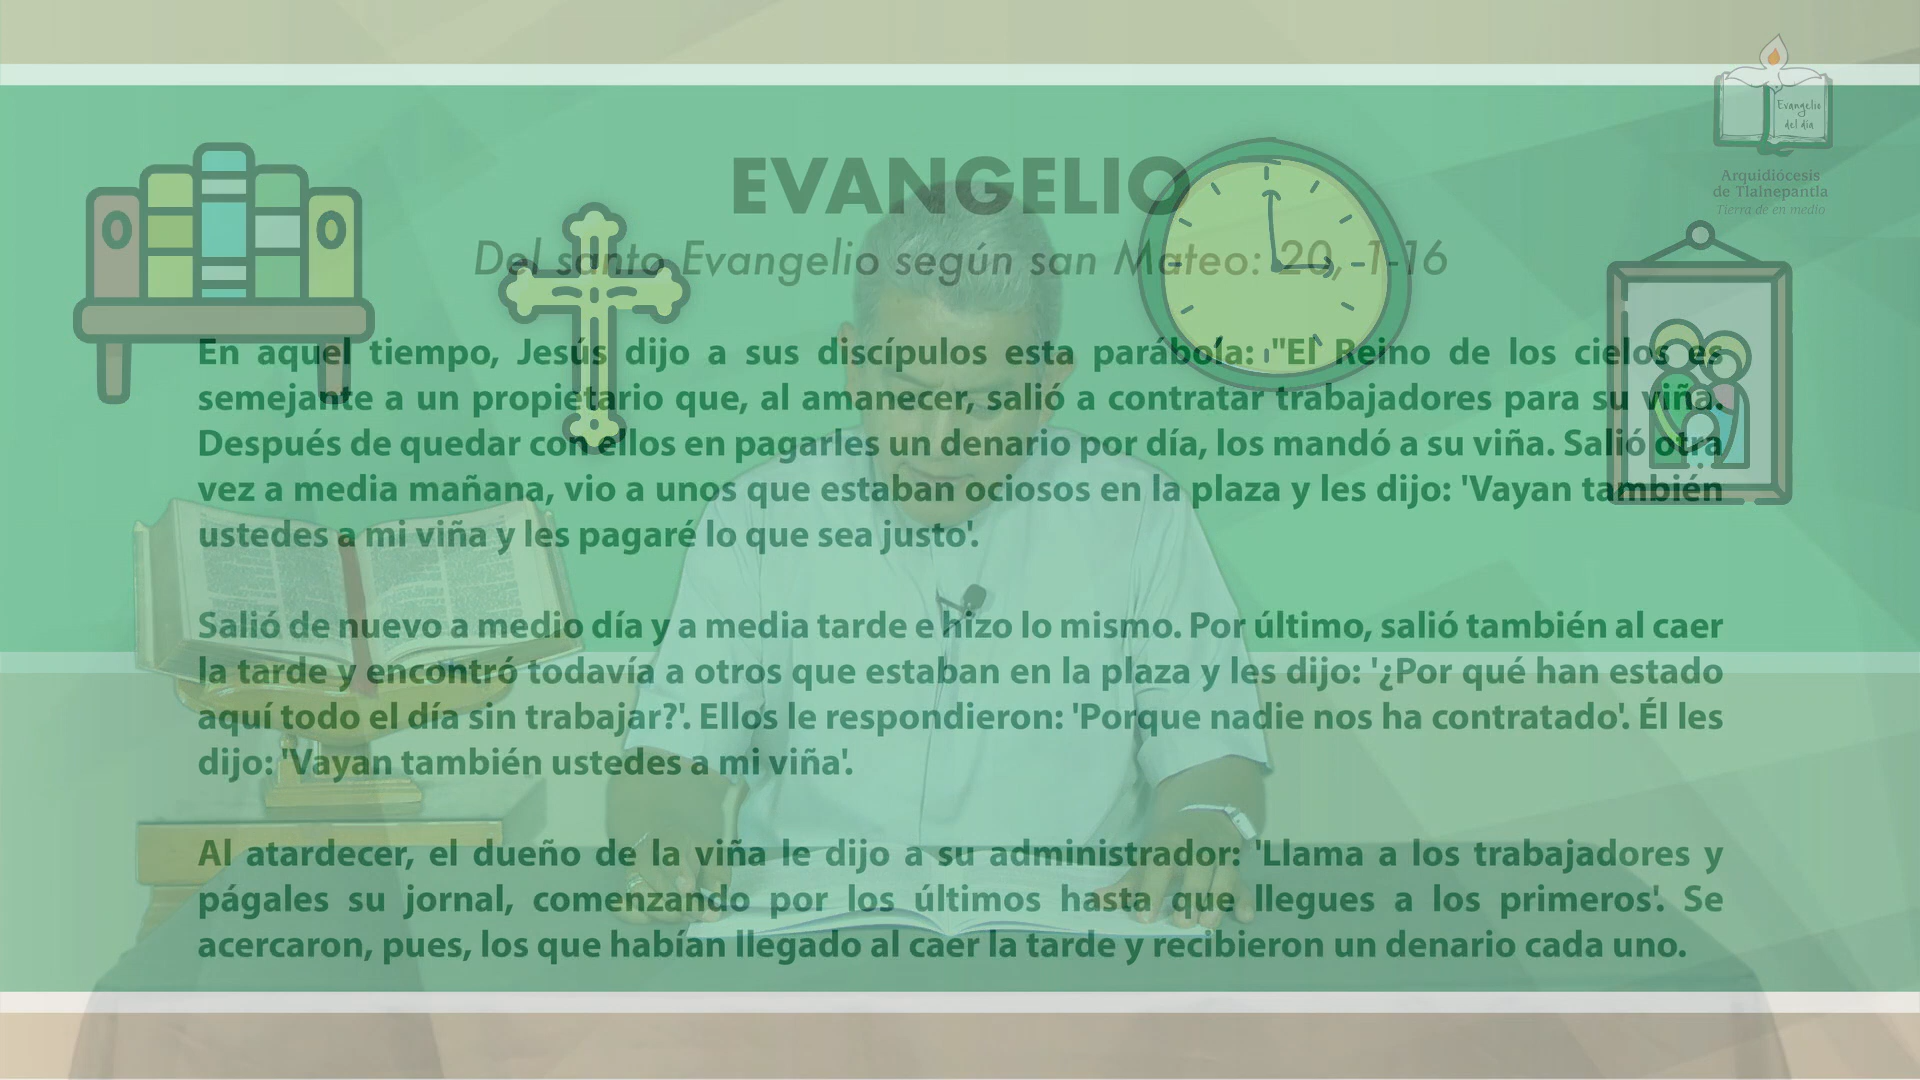 Evangelio
del día
Arquidiócesis
de Tlalnepantla
Tierra de en medio
EVANGELIO
Del santo Evangelio según san Mateo: 20, 1-16
En aquel tiempo, Jesús dijo a sus discípulos esta parábola: "El Reino de los cielos es
semejante a un propietario que, al amanecer, salió a contratar trabajadores para su viña.
Después de quedar con ellos en pagarles un denario por día, los mandó a su viña. Salió otra
vez a media mañana, vio a unos que estaban ociosos en la plaza y les dijo: 'Vayan también
ustedes a mi viña y les pagaré lo que sea justo'.
Salió de nuevo a medio día y a media tarde e hizo lo mismo. Por último, salió también al caer
la tarde y encontró todavía a otros que estaban en la plaza y les dijo: '¿Por qué han estado
aquí todo el día sin trabajar?'. Ellos le respondieron: 'Porque nadie nos ha contratado'. Él les
dijo: 'Vayan también ustedes a mi viña'.
Al atardecer, el dueño de la viña le dijo a su administrador: 'Llama a los trabajadores y
págales su jornal, comenzando por los últimos hasta que llegues a los primeros'. Se
acercaron, pues, los que habían llegado al caer la tarde y recibieron un denario cada uno.